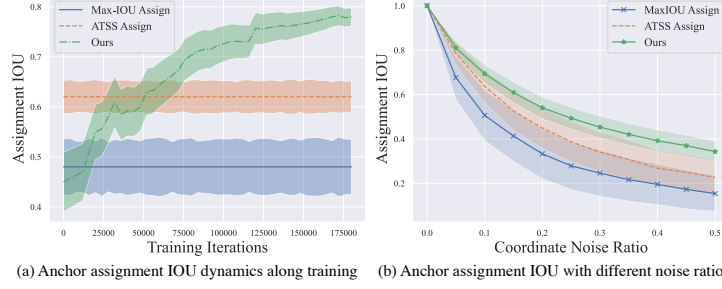 0.8
0.7
0.6
0.5
0.4
Assignment IOU
Max-IOU Assign
ATSS Assign
Ours
0
25000
50000
75000
100000
125000
150000
175000
Training Iterations
(a) Anchor assignment IOU dynamics along training
1.0
0.8
0.6
0.4
0.2
Assignment IOU
MaxIOU Assign
ATSS Assign
Ours
0.0
0.1
0.2
0.3
0.4
0.5
Coordinate Noise Ratio
(b) Anchor assignment IOU with different noise ratio